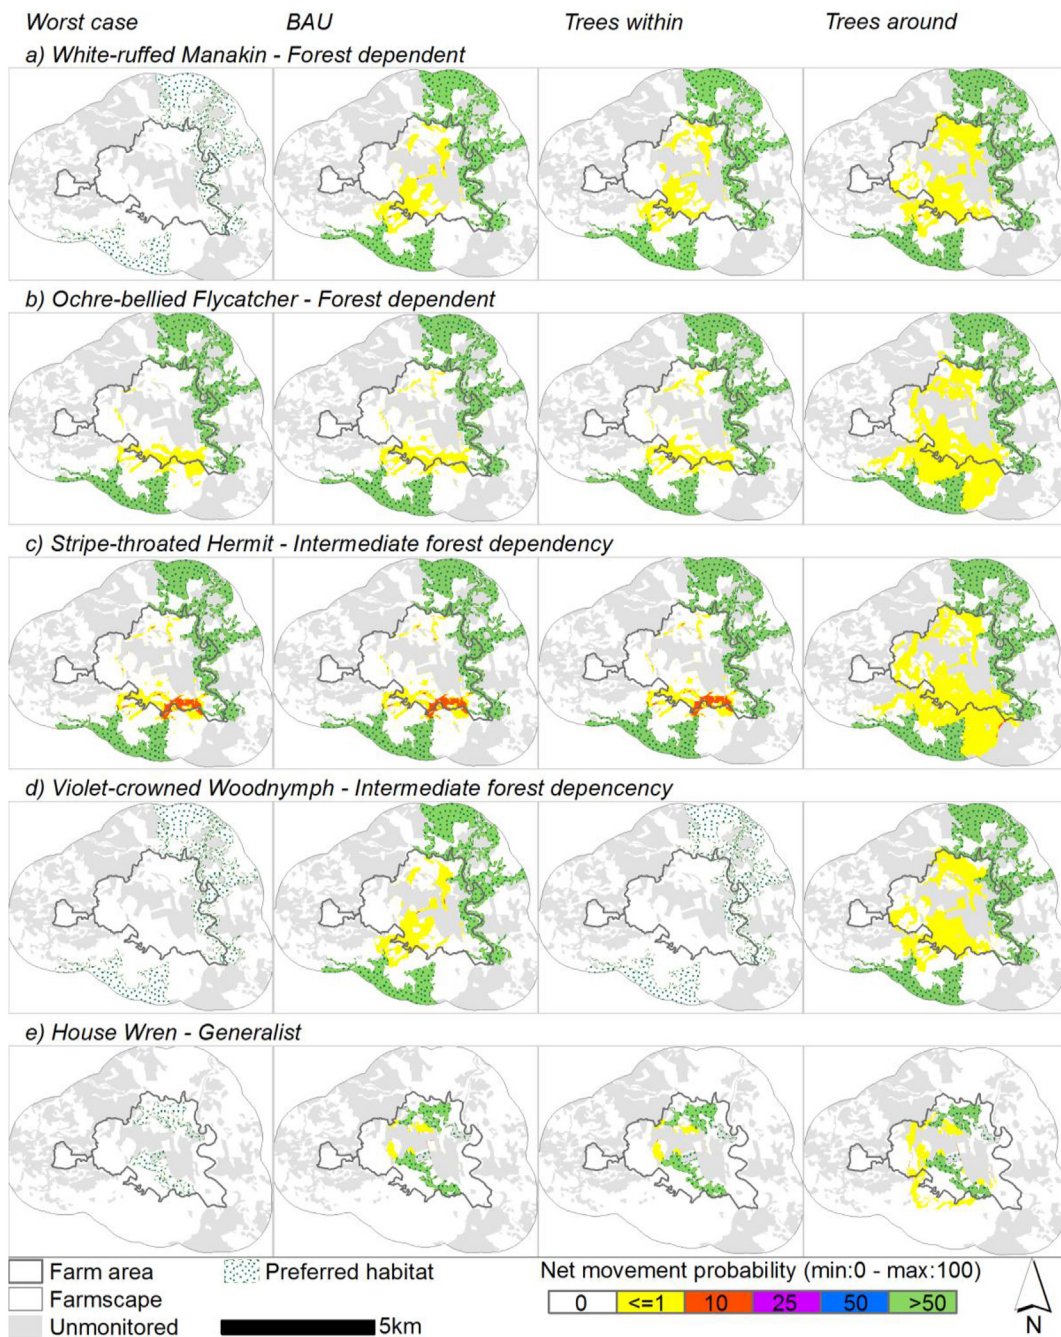 Worst case BAU Trees within Trees around
a) White-ruffed Manakin - Forest dependent
b) Ochre-bellied Flycatcher - Forest dependent
c) Stripe-throated Hermit - Intermediate forest dependency
d) Violet-crowned Woodnymph - Intermediate forest depencency
e) House Wren - Generalist
Farm area Preferred habitat Net movement probability (min:0 - max:100)
Farmscape 0 <=1 10 25 50 >50
Unmonitored 5km N